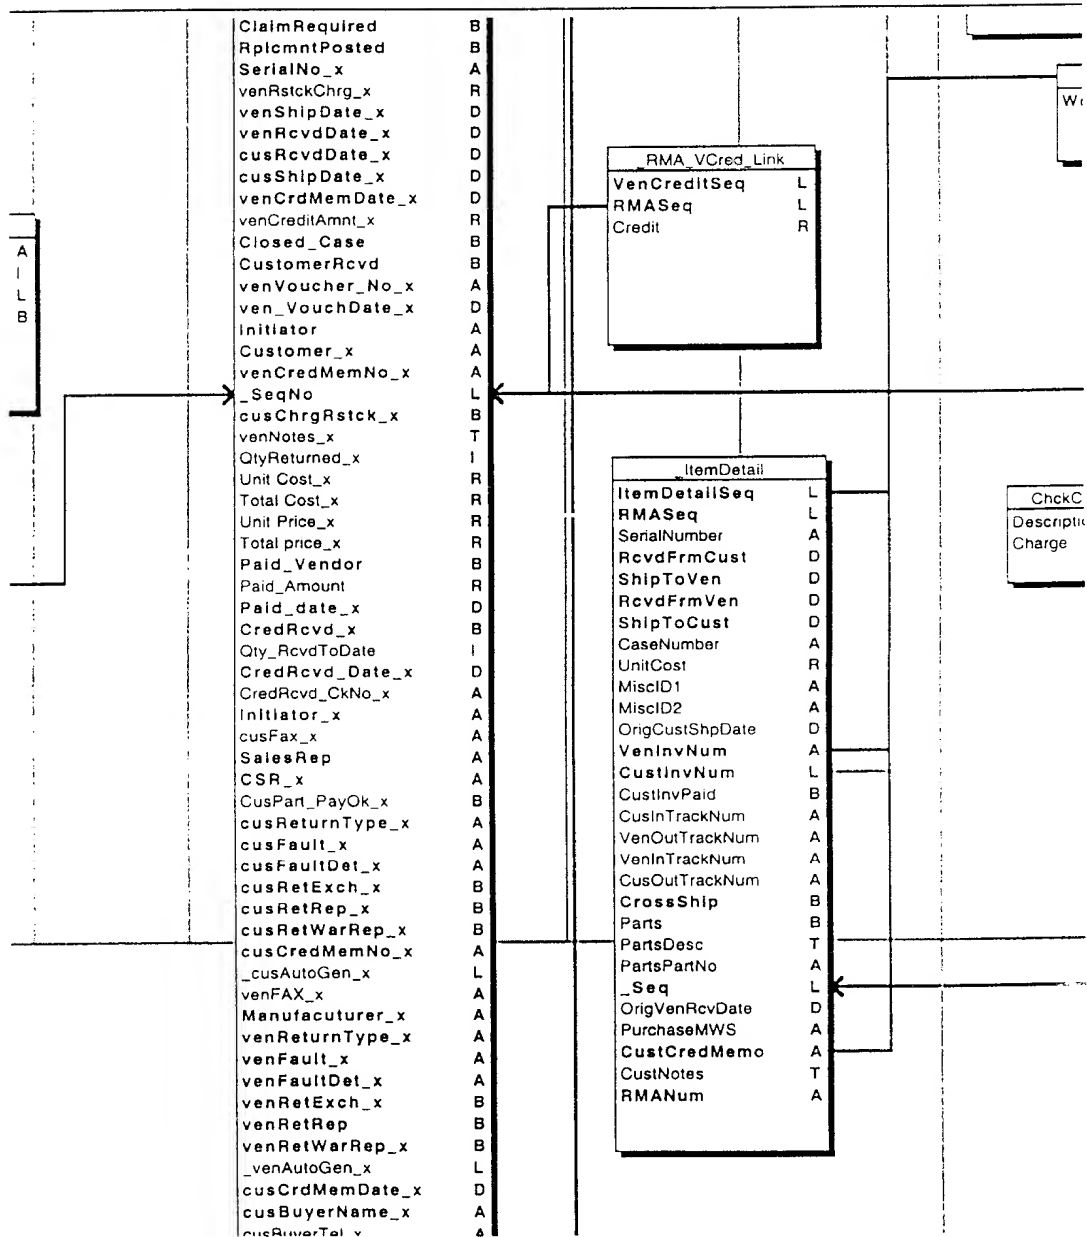 A
I
L
B
ClaimRequired B
RplcmntPosted B
SerialNo_x A
venRstckChrg_x R
venShipDate_x D
venRcvdDate_x D
cusRcvdDate_x D
cusShipDate_x D
venCrdMemDate_x D
venCreditAmnt_x R
Closed_Case B
CustomerRcvd B
venVoucher_No_x A
ven_VouchDate_x D
Initiator A
Customer_x A
venCredMemNo_x A
_SeqNo L
cusChrgRstck_x B
venNotes_x T
QtyReturned_x I
Unit Cost_x R
Total Cost_x R
Unit Price_x R
Total price_x R
Paid_Vendor B
Paid_Amount R
Paid_date_x D
CredRcvd_x B
Qty_RcvdToDate I
CredRcvd_Date_x D
CredRcvd_CkNo_x A
Initiator_x A
cusFax_x A
SalesRep A
CSR_x A
CusPart_PayOk_x B
cusReturnType_x A
cusFault_x A
cusFaultDet_x A
cusRetExch_x B
cusRetRep_x B
cusRetWarRep_x B
cusCredMemNo_x A
_cusAutoGen_x L
venFAX_x A
Manufacuturer_x A
venReturnType_x A
venFault_x A
venFaultDet_x A
venRetExch_x B
venRetRep B
venRetWarRep_x B
_venAutoGen_x L
cusCrdMemDate_x D
cusBuyerName_x A
cusBuyerTel_x A
_RMA_VCred_Link
VenCreditSeq L
RMASeq L
Credit R
_ItemDetail
ItemDetailSeq L
RMASeq L
SerialNumber A
RcvdFrmCust D
ShipToVen D
RcvdFrmVen D
ShipToCust D
CaseNumber A
UnitCost R
MiscID1 A
MiscID2 A
OrigCustShpDate D
VenInvNum A
CustInvNum L
CustInvPaid B
CusInTrackNum A
VenOutTrackNum A
VenInTrackNum A
CusOutTrackNum A
CrossShip B
Parts B
PartsDesc T
PartsPartNo A
_Seq L
OrigVenRcvDate D
PurchaseMWS A
CustCredMemo A
CustNotes T
RMANum A
ChckC
Descripti
Charge